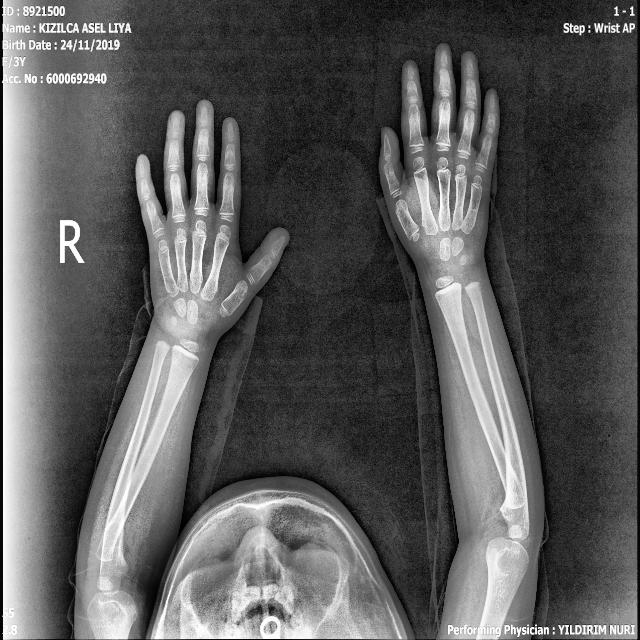 ID : 8921500
Name : KIZILCA ASEL LIYA
Birth Date : 24/11/2019
F/3Y
Acc. No : 6000692940
1 - 1
Step : Wrist AP
R
Performing Physician : YILDIRIM NURI